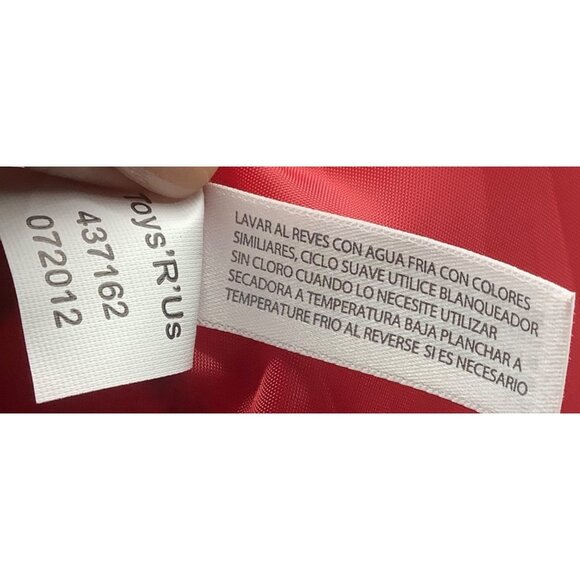 Toys'R'Us
437162
072012
LAVAR AL REVES CON AGUA FRIA CON COLORES
SIMILIARES, CICLO SUAVE UTILICE BLANQUEADOR
SIN CLORO CUANDO LO NECESITE UTILIZAR
SECADORA A TEMPERATURA BAJA PLANCHAR A
TEMPERATURE FRIO AL REVERSE SI ES NECESARIO